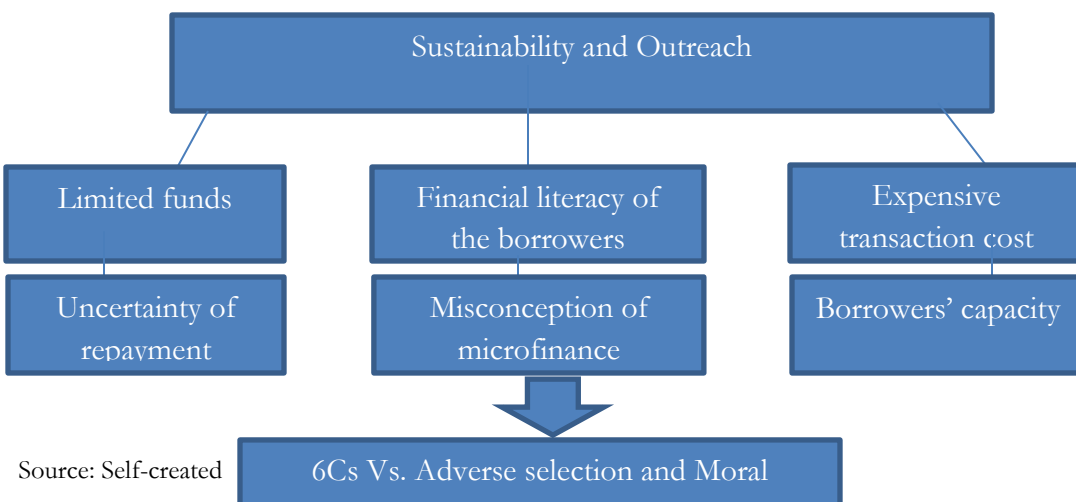 Sustainability and Outreach
Limited funds
Financial literacy of
the borrowers
Expensive
transaction cost
Uncertainty of
repayment
Misconception of
microfinance
Borrowers’ capacity
Source: Self-created
6Cs Vs. Adverse selection and Moral